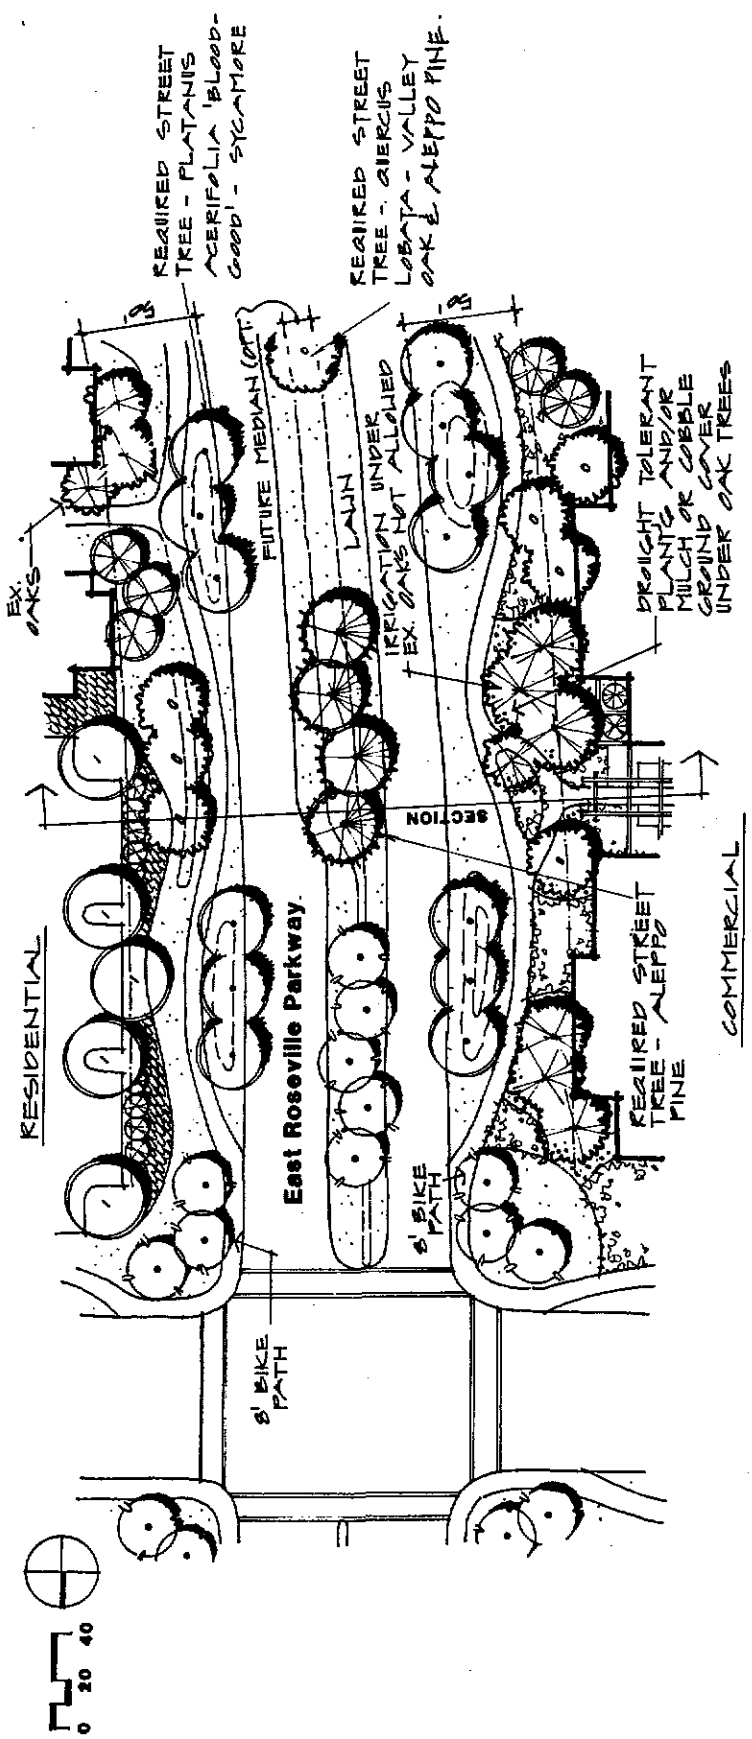 REQUIRED STREET
TREE - PLATANUS
ACERIFOLIA 'BLOOD-
GOOD' - SYCAMORE
REQUIRED STREET
TREE - QUERCUS
LOBATA - VALLEY
OAK & ALEPPO PINE.
EX.
OAKS
FUTURE MEDIAN (OPT.
LAWN
IRRIGATION UNDER
EX. OAKS NOT ALLOWED
DROUGHT TOLERANT
PLANTS AND/OR
MULCH OR COBBLE
GROUND COVER
UNDER OAK TREES
SECTION
RESIDENTIAL
East Roseville Parkway
REQUIRED STREET
TREE - ALEPPO
PINE
COMMERCIAL
8' BIKE
PATH
8' BIKE
PATH
0 20 40